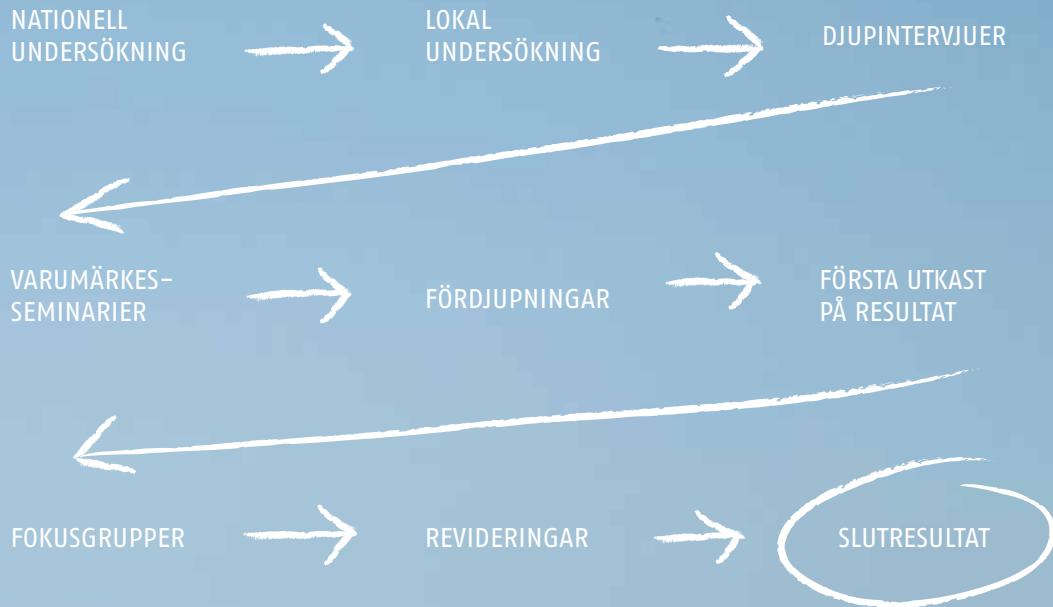 NATIONELL
UNDERSÖKNING
LOKAL
UNDERSÖKNING
DJUPINTERVJUER
VARUMÄRKES–
SEMINARIER
FÖRDJUPNINGAR
FÖRSTA UTKAST
PÅ RESULTAT
FOKUSGRUPPER
REVIDERINGAR
SLUTRESULTAT